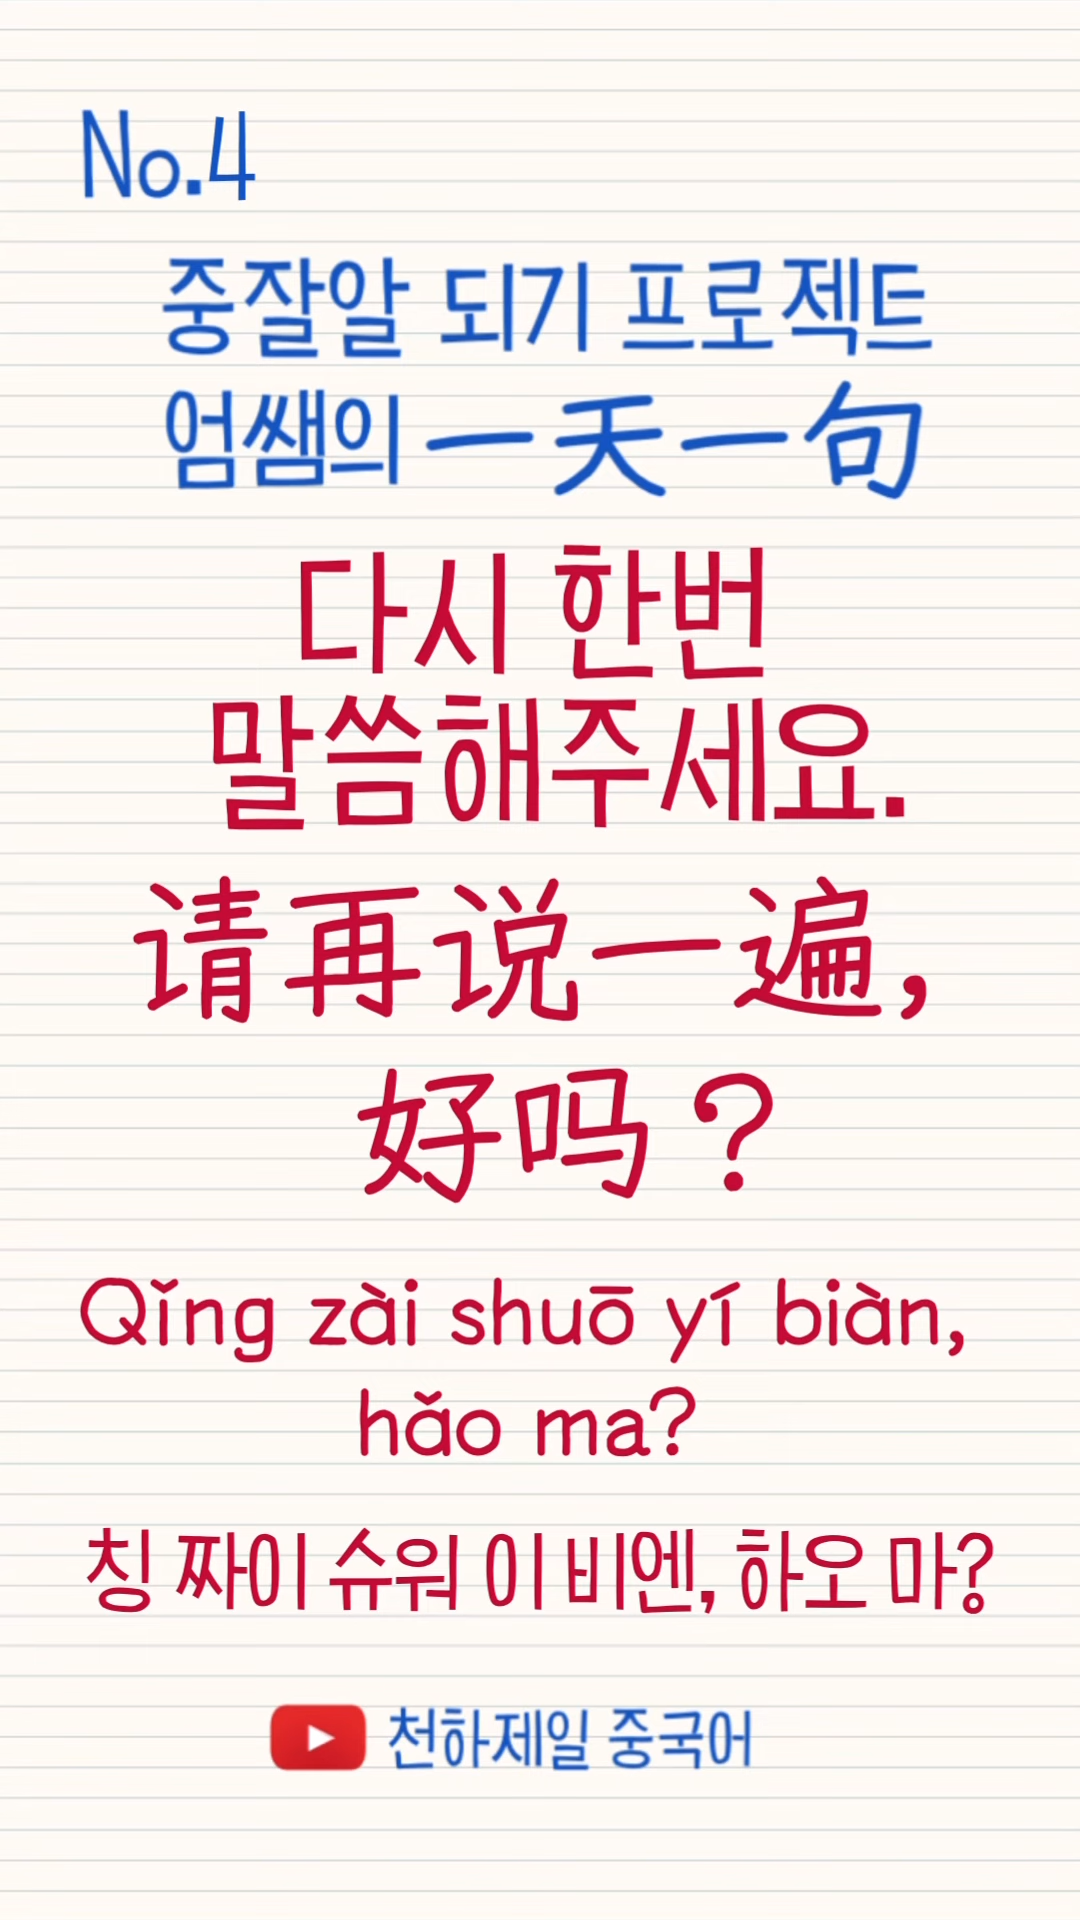 No.4
중잘알 되기 프로젝트
엄쌤의 一天一句
다시 한번
말씀해주세요.
请再说一遍,
好吗?
Qǐng zài shuō yí biàn,
hǎo ma?
칭 짜이 슈워 이 비엔, 하오 마?
천하제일 중국어